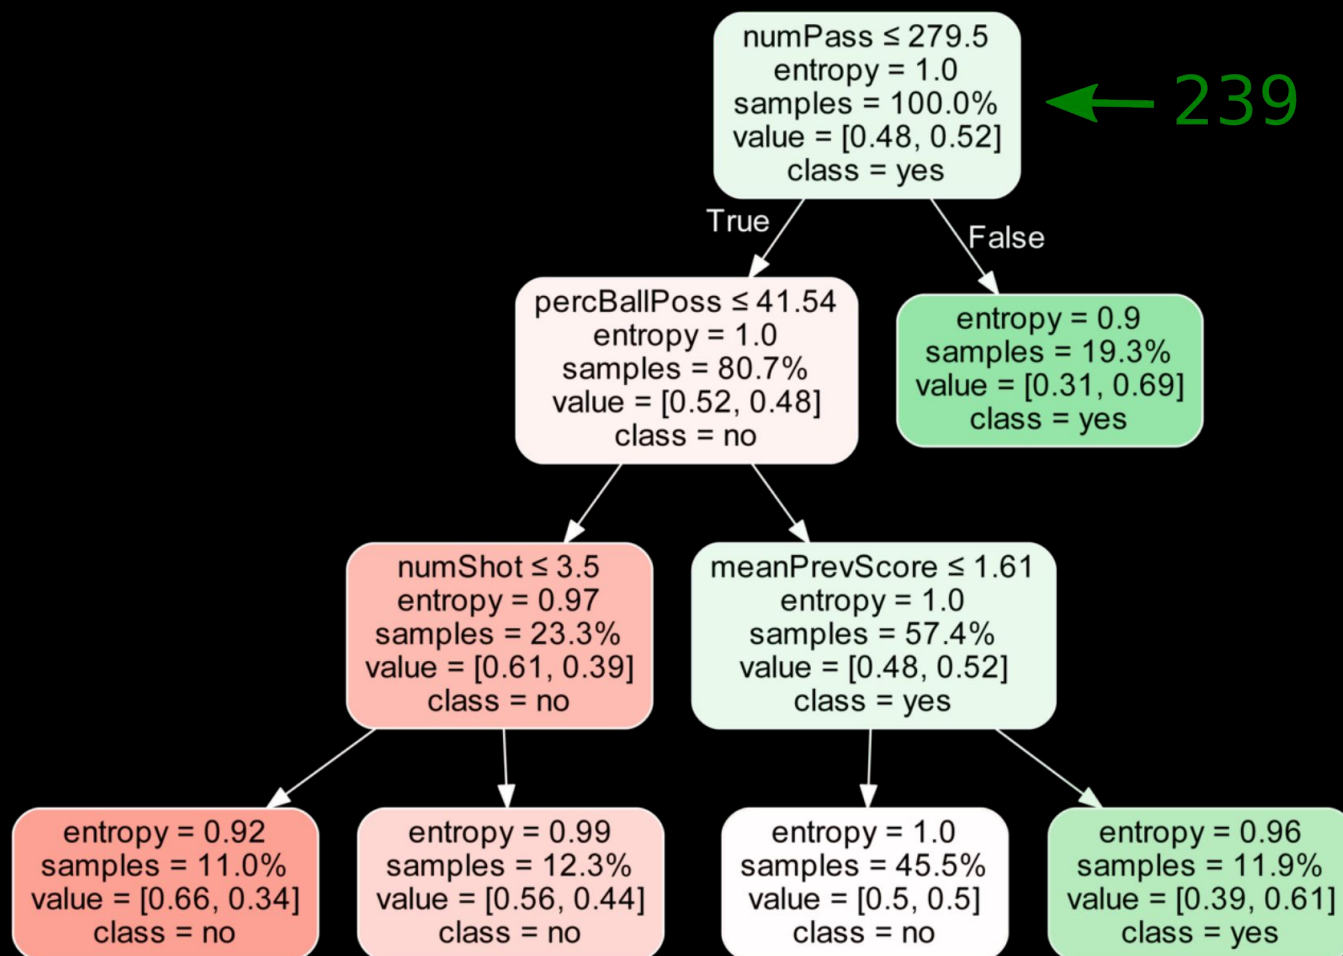 numPass ≤ 279.5
entropy = 1.0
samples = 100.0%
value = [0.48, 0.52]
class = yes
239
True
False
percBallPoss ≤ 41.54
entropy = 1.0
samples = 80.7%
value = [0.52, 0.48]
class = no
entropy = 0.9
samples = 19.3%
value = [0.31, 0.69]
class = yes
numShot ≤ 3.5
entropy = 0.97
samples = 23.3%
value = [0.61, 0.39]
class = no
meanPrevScore ≤ 1.61
entropy = 1.0
samples = 57.4%
value = [0.48, 0.52]
class = yes
entropy = 0.92
samples = 11.0%
value = [0.66, 0.34]
class = no
entropy = 0.99
samples = 12.3%
value = [0.56, 0.44]
class = no
entropy = 1.0
samples = 45.5%
value = [0.5, 0.5]
class = no
entropy = 0.96
samples = 11.9%
value = [0.39, 0.61]
class = yes